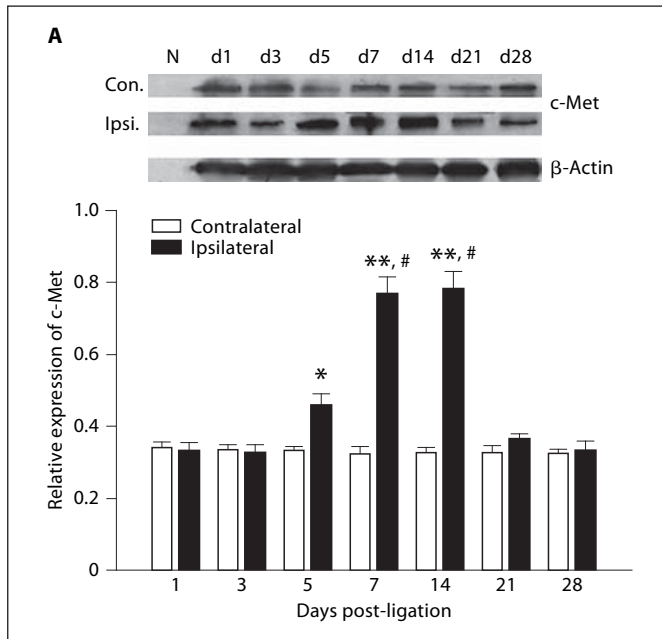 A
N d1 d3 d5 d7 d14 d21 d28
Con.
c-Met
Ipsi.
β-Actin
1.0
Contralateral
Ipsilateral
**, # **, #
0.8
0.6
*
0.4
0.2
0
Relative expression of c-Met
1 3 5 7 14 21 28
Days post-ligation